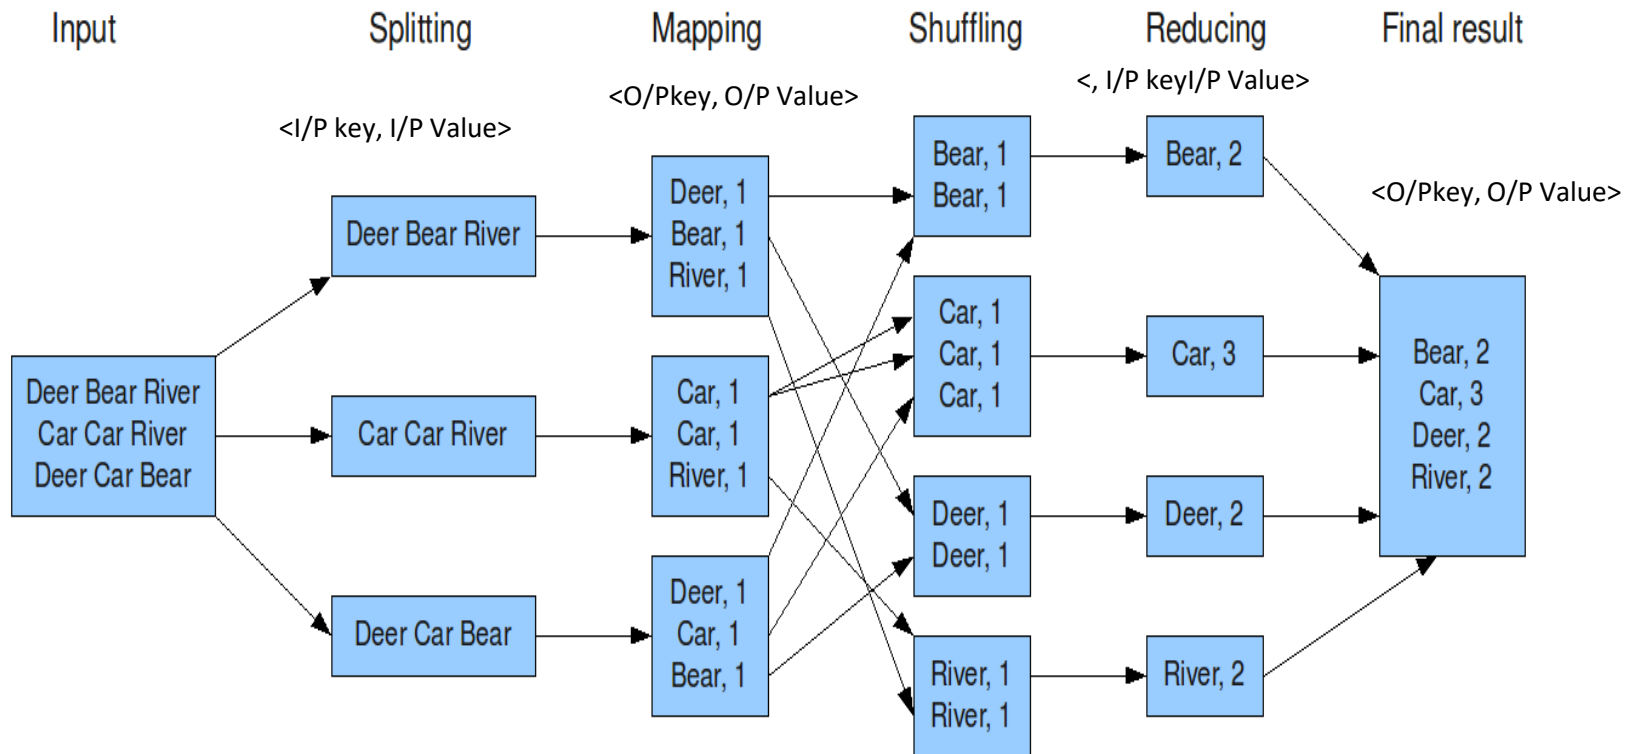 Input
Splitting
Mapping
Shuffling
Reducing
Final result
<I/P key, I/P Value>
<O/Pkey, O/P Value>
<, I/P keyI/P Value>
<O/Pkey, O/P Value>
Deer Bear River
Car Car River
Deer Car Bear
Deer Bear River
Car Car River
Deer Car Bear
Deer, 1
Bear, 1
River, 1
Car, 1
Car, 1
River, 1
Deer, 1
Car, 1
Bear, 1
Bear, 1
Bear, 1
Car, 1
Car, 1
Car, 1
Deer, 1
Deer, 1
River, 1
River, 1
Bear, 2
Car, 3
Deer, 2
River, 2
Bear, 2
Car, 3
Deer, 2
River, 2